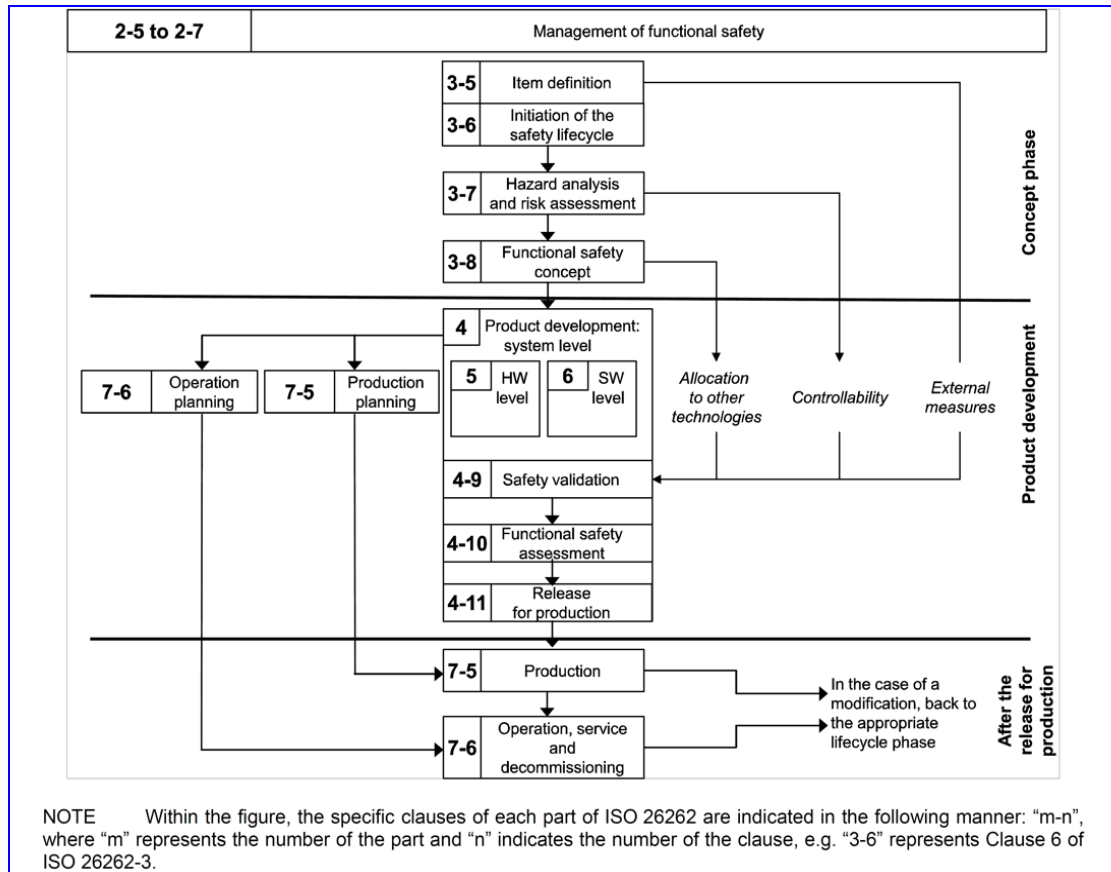 2-5 to 2-7
Management of functional safety
3-5
Item definition
3-6
Initiation of the
safety lifecycle
3-7
Hazard analysis
and risk assessment
3-8
Functional safety
concept
Concept phase
4
Product development:
system level
5
HW
level
6
SW
level
7-6
Operation
planning
7-5
Production
planning
Allocation
to other
technologies
Controllability
External
measures
4-9
Safety validation
4-10
Functional safety
assessment
4-11
Release
for production
Product development
7-5
Production
7-6
Operation, service
and
decommissioning
In the case of a
modification, back to
the appropriate
lifecycle phase
After the
release for
production
NOTE Within the figure, the specific clauses of each part of ISO 26262 are indicated in the following manner: “m-n”,
where “m” represents the number of the part and “n” indicates the number of the clause, e.g. “3-6” represents Clause 6 of
ISO 26262-3.